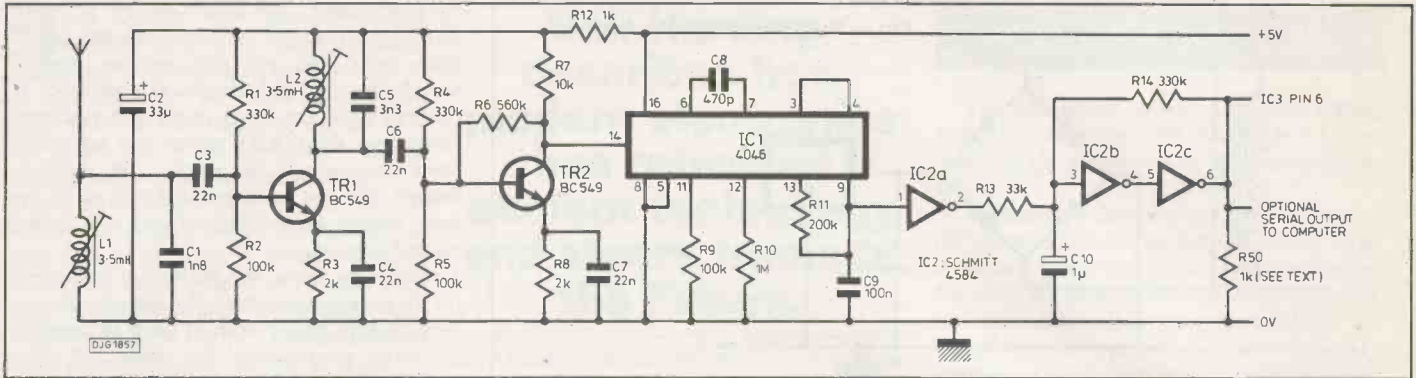 R12 1k
+5V
L2
3·5mH
C5
3n3
R4
330k
R7
10k
C8
470p
R14 330k
C2
33μ
R1
330k
C6
22n
R6 560k
16
6
7
3
4
IC3 PIN 6
14
IC1
4046
C3
22n
TR1
BC549
TR2
BC549
8
5
11
12
13
9
IC2a
1
2
R13 33k
IC2b
3
4
IC2c
5
6
L1
3·5mH
C1
1n8
R2
100k
R3
2k
C4
22n
R5
100k
R8
2k
C7
22n
R9
100k
R10
1M
R11
200k
C9
100n
IC2;SCHMITT
4584
C10
1μ
OPTIONAL
SERIAL OUTPUT
TO COMPUTER
R50
1k (SEE TEXT)
0V
DJG1857
+
+